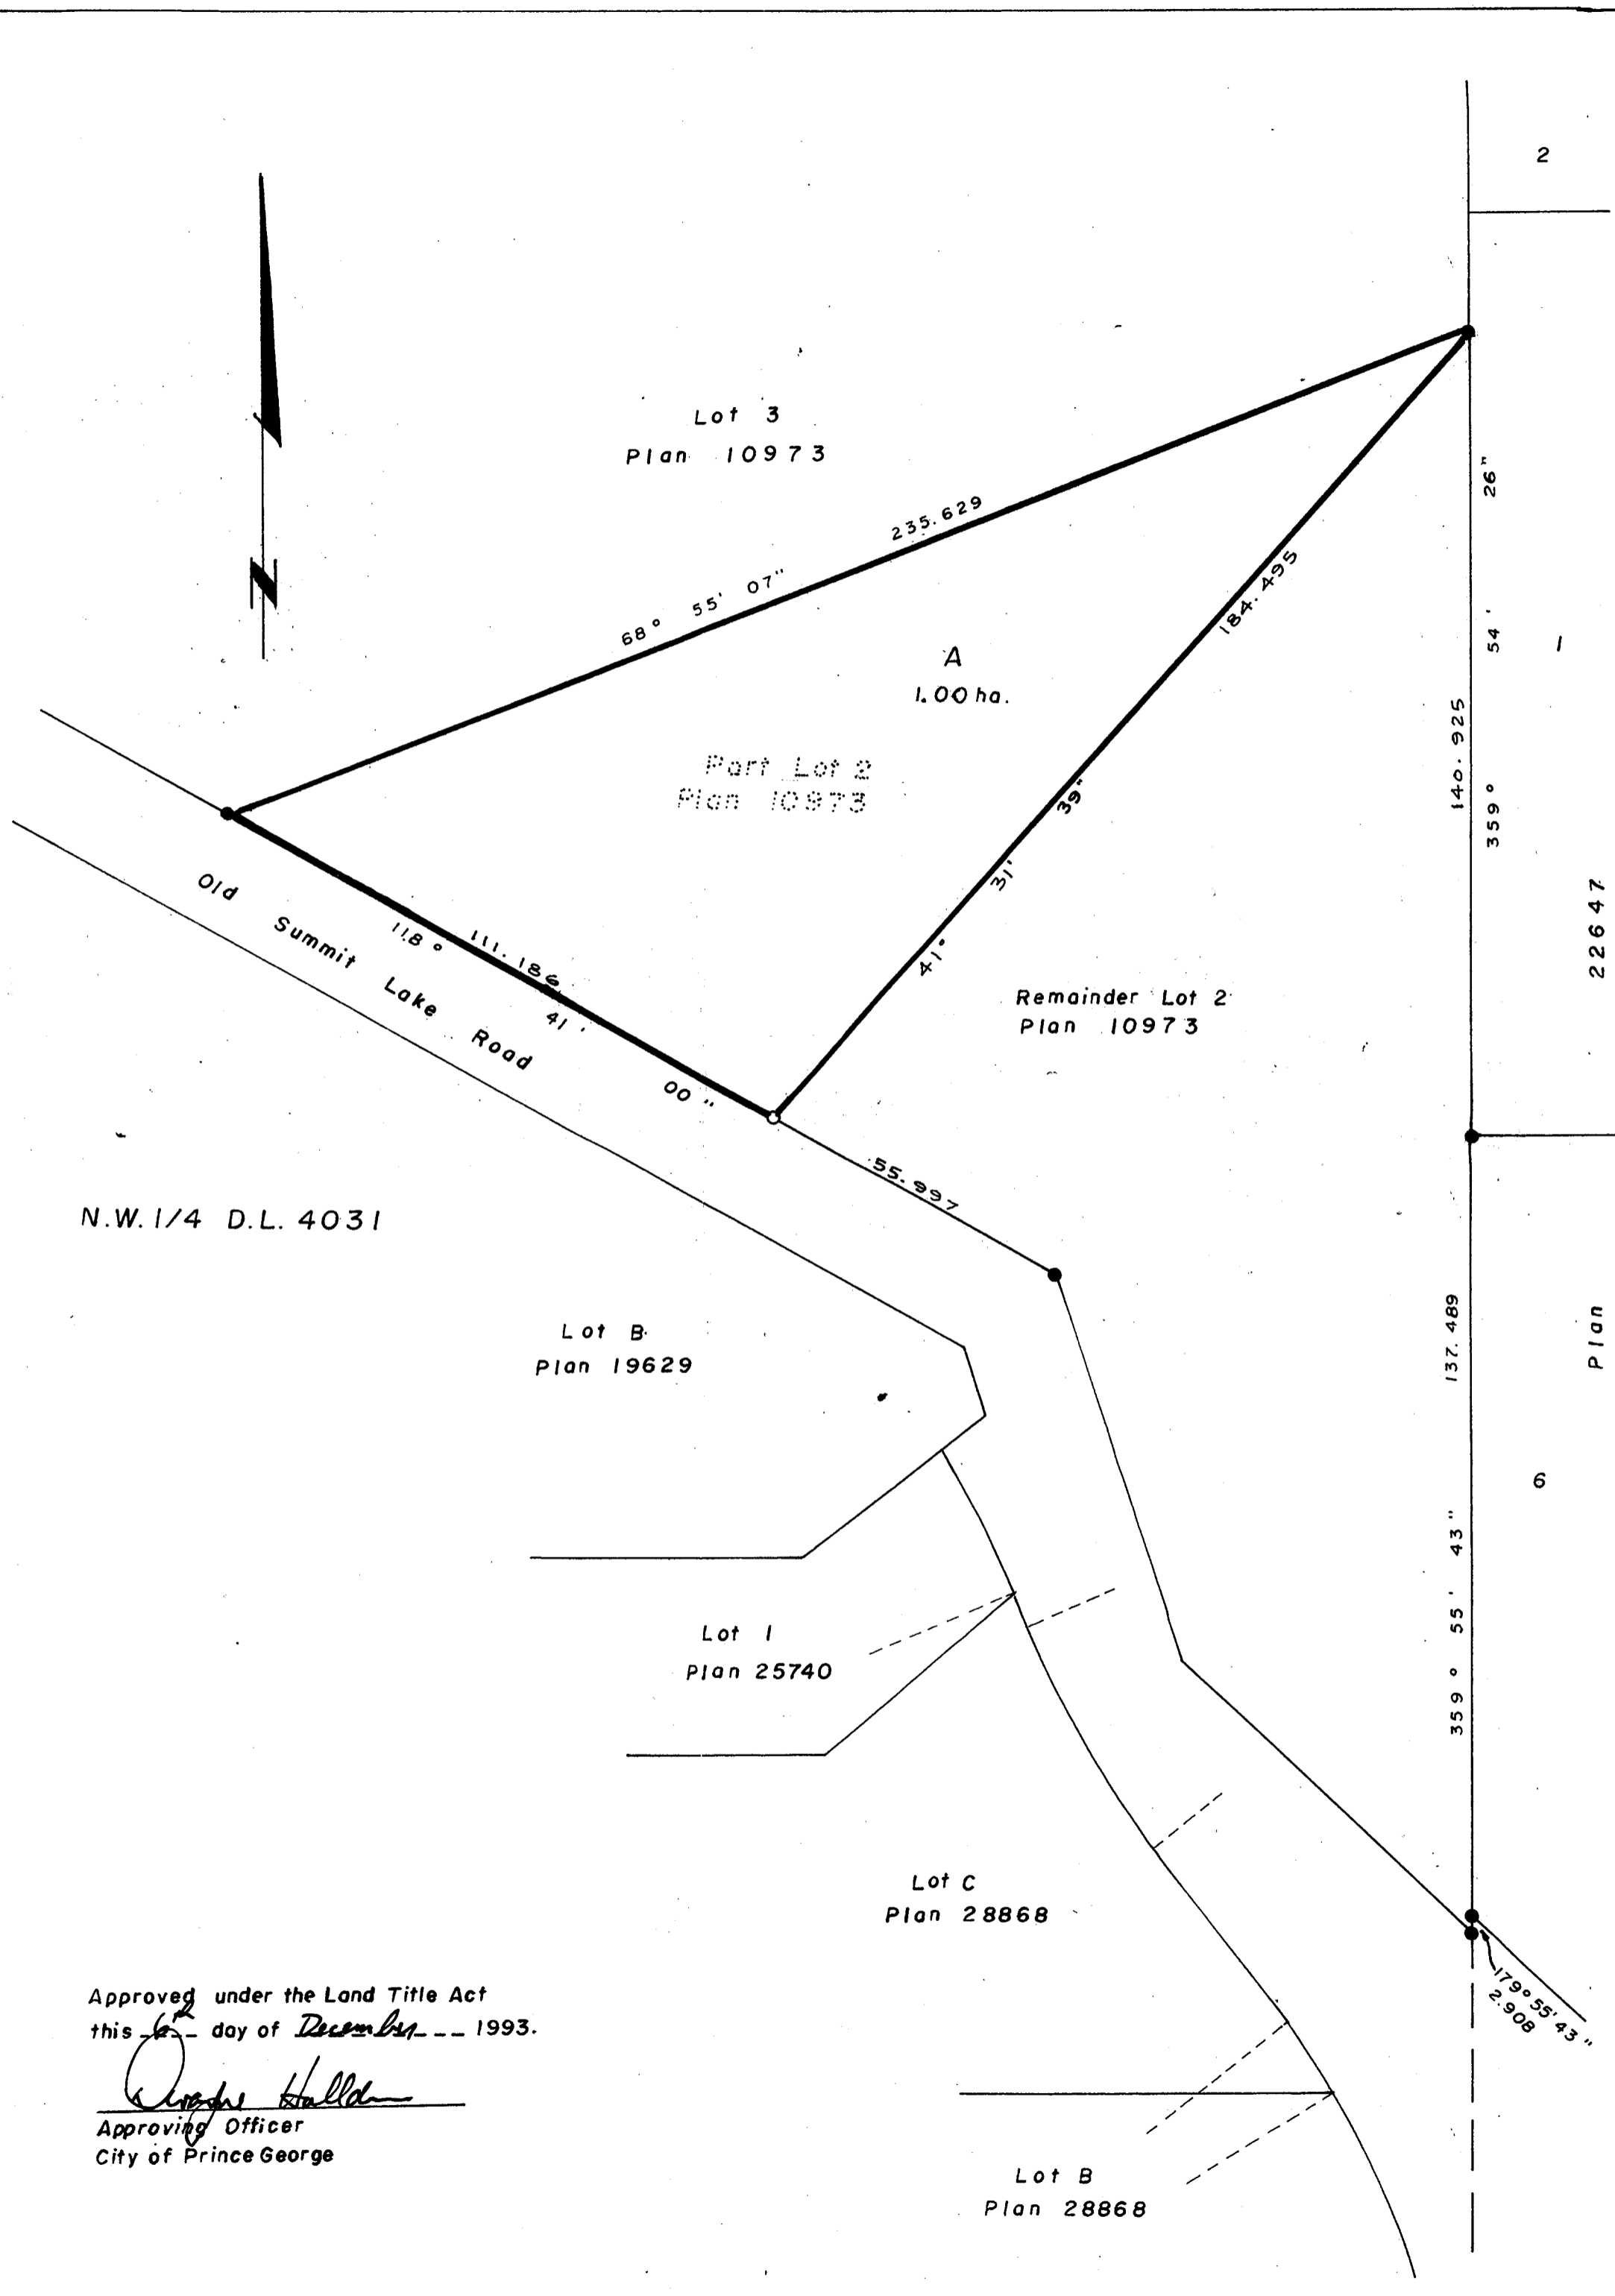 2
N
Lot 3
Plan 10973
26"
235.629
68° 55' 07"
184.495
54'
1
A
1.00 ha.
140.925
359°
Part Lot 2
Plan 10973
39"
31'
41°
22647
Old Summit Lake Road
118° 41' 00"
111.186
Remainder Lot 2
Plan 10973
55.997
N.W. 1/4 D.L. 4031
137.489
Plan
Lot B
Plan 19629
6
359° 55' 43"
Lot 1
Plan 25740
Lot C
Plan 28868
179° 55' 43"
2.908
Approved under the Land Title Act
this 6th day of December 1993.
Approving Officer
City of Prince George
Lot B
Plan 28868